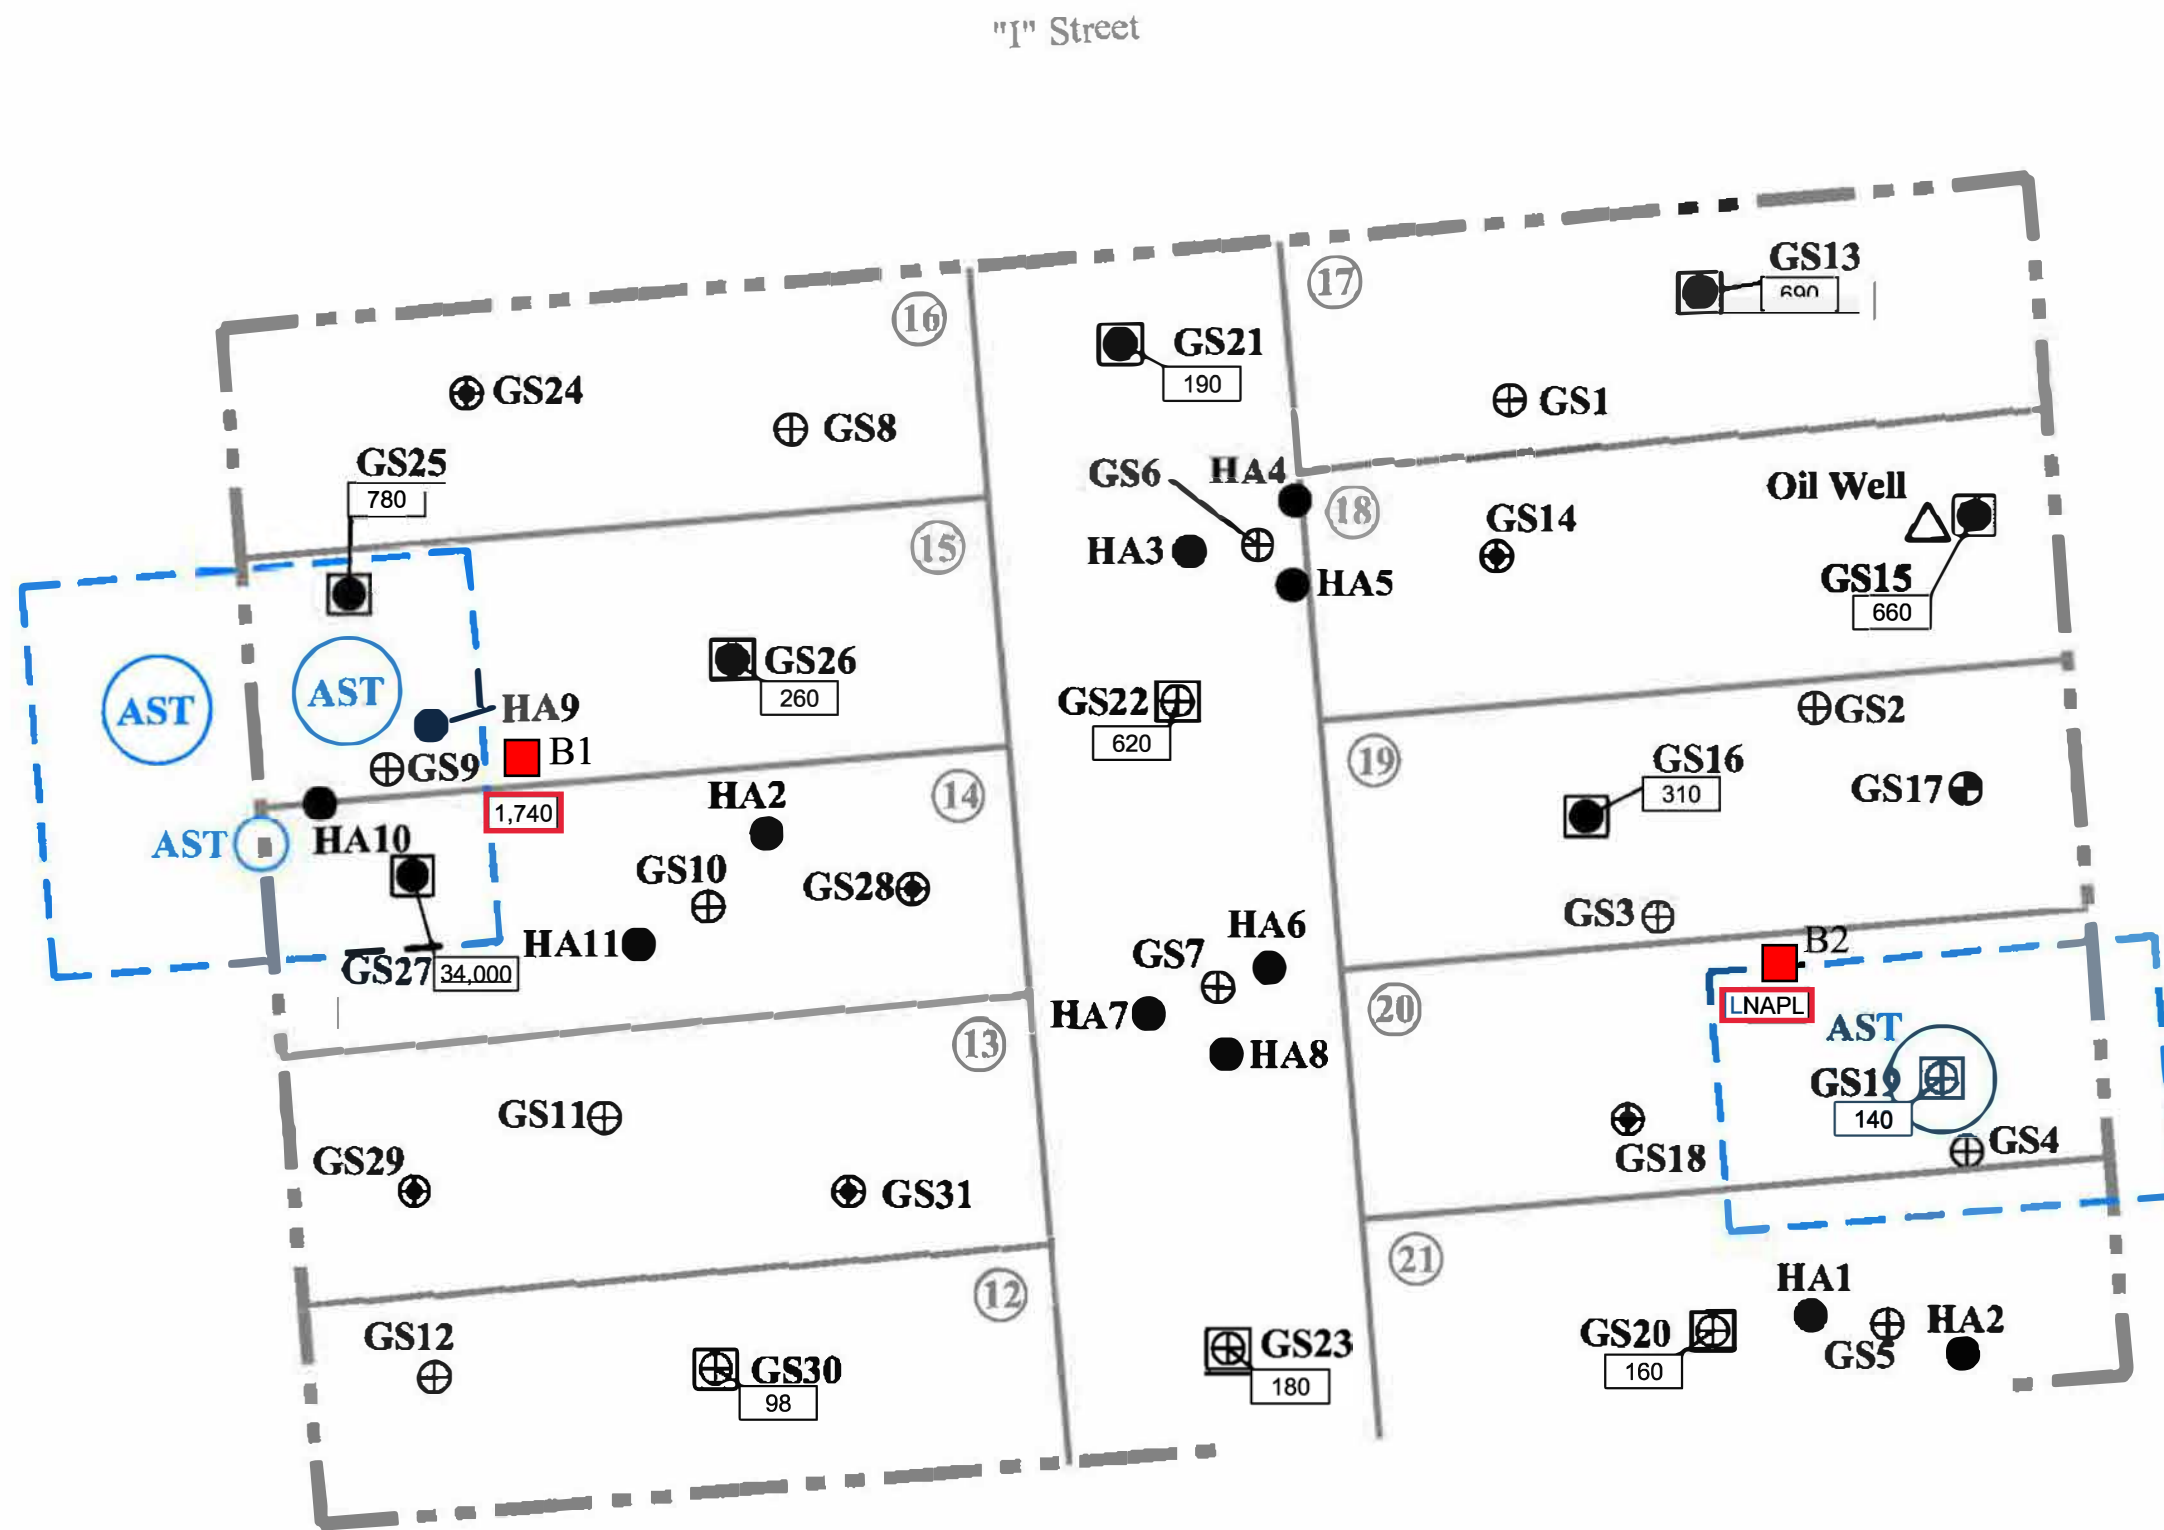 "I" Street
17
GS13
690
16
GS21
190
GS24
GS8
GS1
GS25
780
GS6
HA4
18
GS14
Oil Well
15
HA3
HA5
GS15
660
AST
AST
GS26
260
GS22
620
GS2
HA9
B1
GS9
1,740
19
GS16
310
GS17
14
HA2
AST
HA10
GS10
GS28
GS3
HA11
GS27
34,000
HA6
GS7
B2
HA7
20
LNAPL
13
HA8
AST
GS19
140
GS11
GS18
GS4
GS29
GS31
21
12
HA1
GS12
GS30
98
GS23
180
GS20
160
GS5
HA2